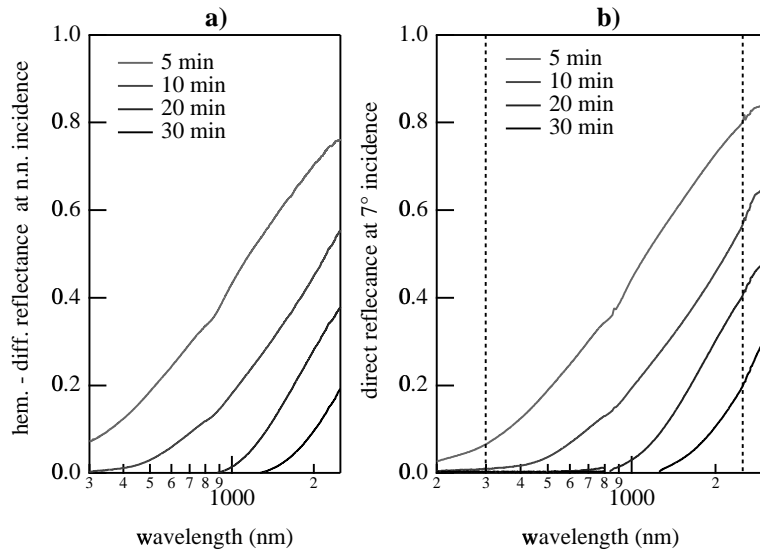 a)
hem. - diff. reflectance at n.n. incidence
1.0
0.8
0.6
0.4
0.2
0.0
5 min
10 min
20 min
30 min
3 4 5 6 7 8 9 1000 2
wavelength (nm)
b)
direct reflecance at 7° incidence
1.0
0.8
0.6
0.4
0.2
0.0
5 min
10 min
20 min
30 min
2 3 4 5 6 7 8 9 1000 2
wavelength (nm)